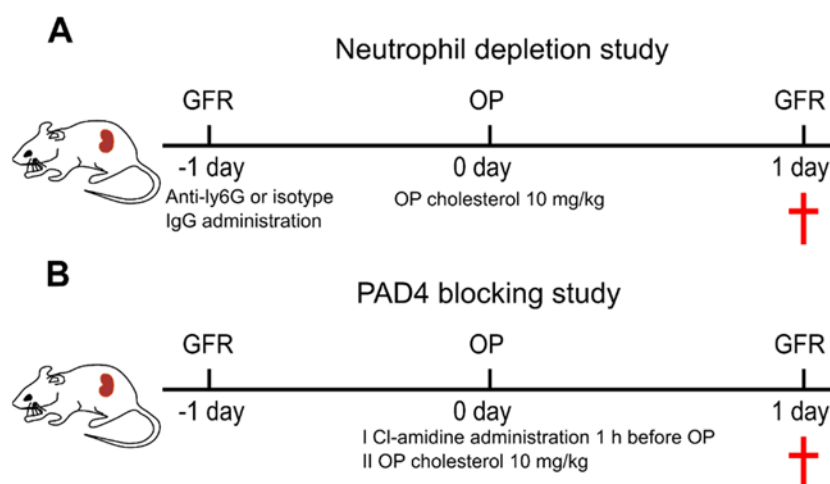 A
Neutrophil depletion study
GFR OP GFR
-1 day 0 day 1 day
Anti-ly6G or isotype
IgG administration
OP cholesterol 10 mg/kg
B
PAD4 blocking study
GFR OP GFR
-1 day 0 day 1 day
I Cl-amidine administration 1 h before OP
II OP cholesterol 10 mg/kg